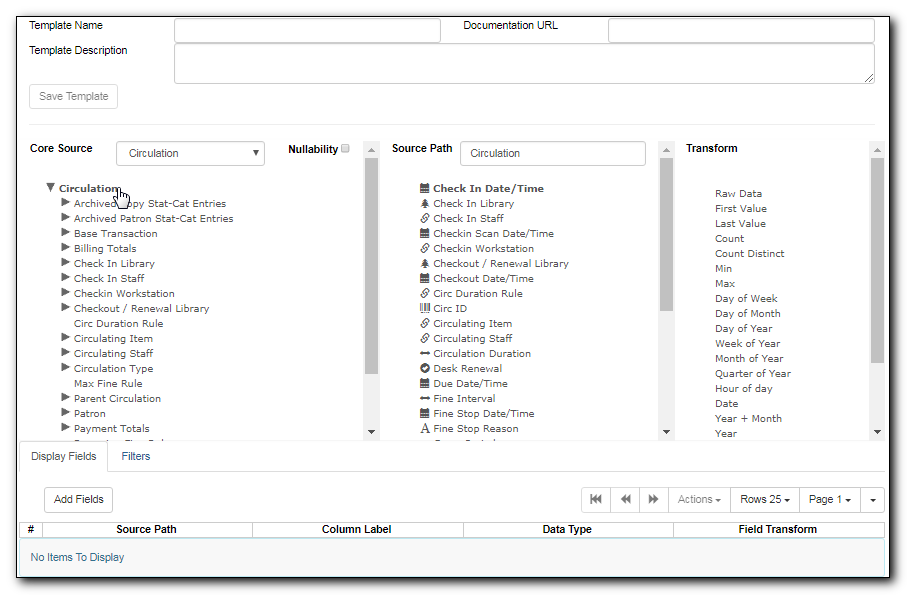 Template Name
Documentation URL
Template Description
Save Template
Core Source
Circulation
Nullability
Source Path
Circulation
Transform
Circulation
Archived Copy Stat-Cat Entries
Archived Patron Stat-Cat Entries
Base Transaction
Billing Totals
Check In Library
Check In Staff
Checkin Workstation
Checkout / Renewal Library
Circ Duration Rule
Circulating Item
Circulating Staff
Circulation Type
Max Fine Rule
Parent Circulation
Patron
Payment Totals
Check In Date/Time
Check In Library
Check In Staff
Checkin Scan Date/Time
Checkin Workstation
Checkout / Renewal Library
Checkout Date/Time
Circ Duration Rule
Circ ID
Circulating Item
Circulating Staff
Circulation Duration
Desk Renewal
Due Date/Time
Fine Interval
Fine Stop Date/Time
Fine Stop Reason
Raw Data
First Value
Last Value
Count
Count Distinct
Min
Max
Day of Week
Day of Month
Day of Year
Week of Year
Month of Year
Quarter of Year
Hour of day
Date
Year + Month
Year
Display Fields
Filters
Add Fields
Actions
Rows 25
Page 1
# Source Path Column Label Data Type Field Transform
No Items To Display